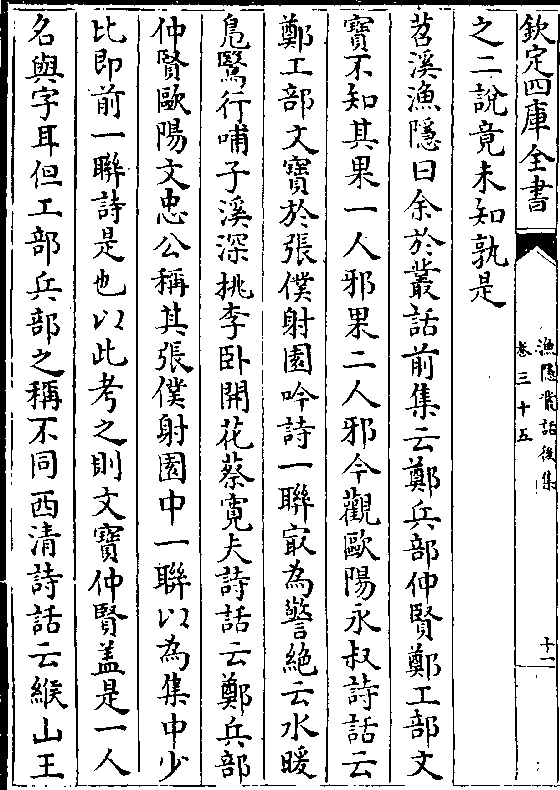 欽定四庫全書
漁隱叢話後集
卷三十五
十一
之二說竟未知孰是
苕溪漁隱曰余於叢話前集云鄭兵部仲賢鄭工部文
寶不知其果一人邪果二人邪今觀歐陽永叔詩話云
鄭工部文寶於張僕射園吟詩一聯㝡為警絕云水暖
鳬鷖行哺子溪深桃李卧開花蔡寛夫詩話云鄭兵部
仲賢歐陽文忠公稱其張僕射園中一聯以為集中少
比即前一聯詩是也以此考之則文寶仲賢盖是一人
名與字耳但工部兵部之稱不同西清詩話云緱山王